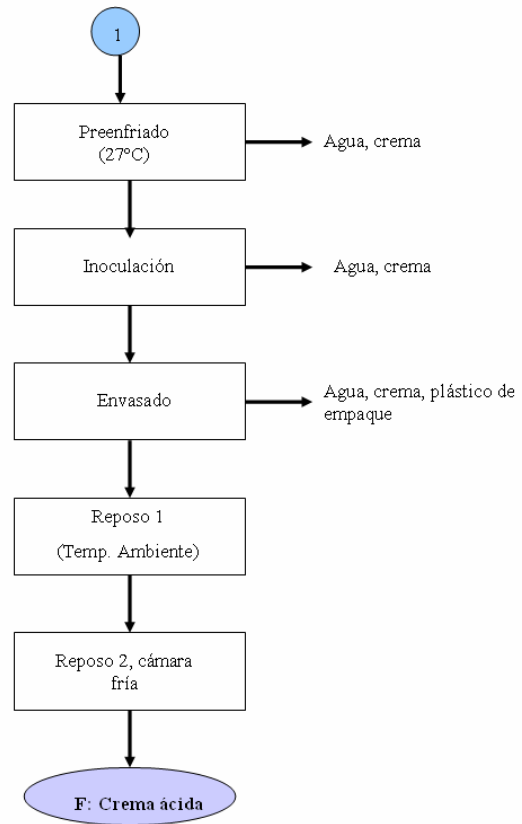 1
Preenfriado
(27°C)
Agua, crema
Inoculación
Agua, crema
Envasado
Agua, crema, plástico de
empaque
Reposo 1
(Temp. Ambiente)
Reposo 2, cámara
fría
F: Crema ácida